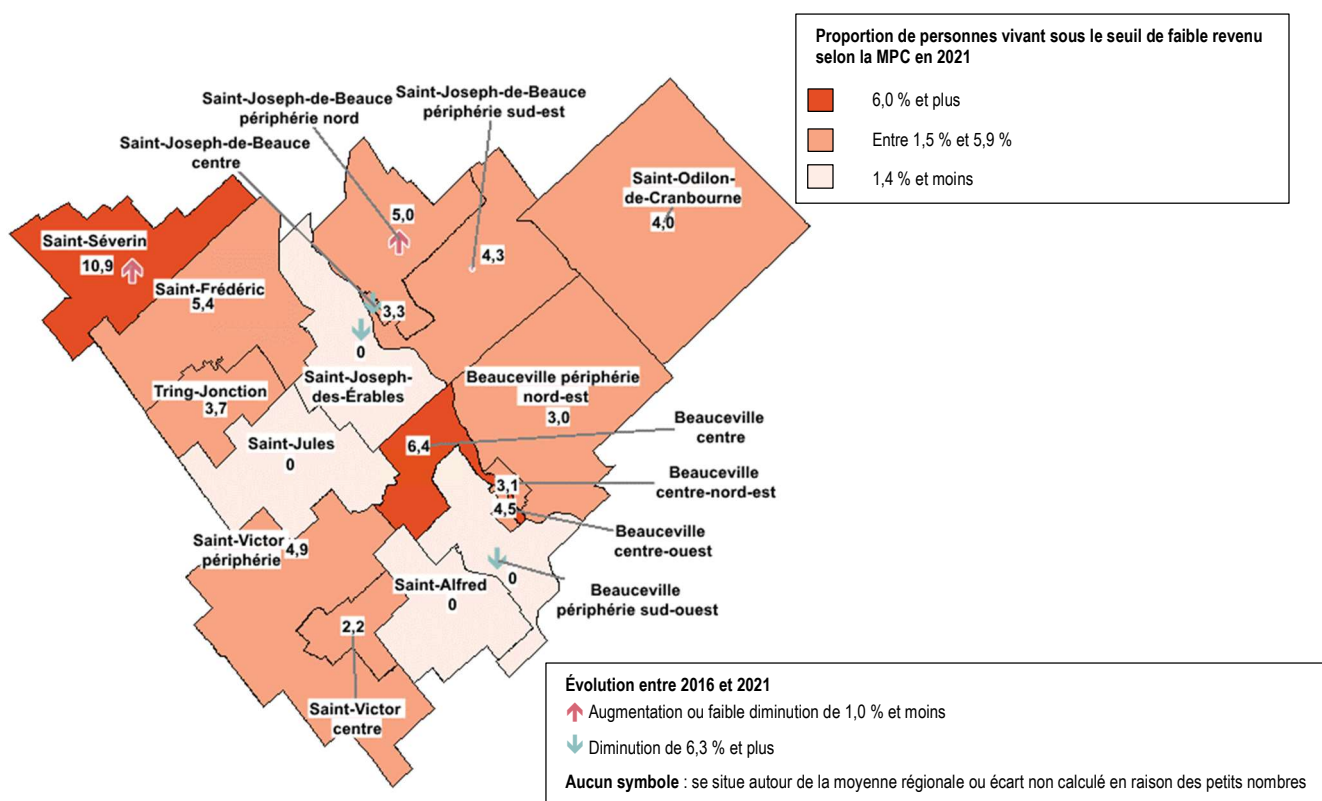 Proportion de personnes vivant sous le seuil de faible revenu
selon la MPC en 2021
6,0 % et plus
Entre 1,5 % et 5,9 %
1,4 % et moins
Saint-Joseph-de-Beauce
périphérie nord
Saint-Joseph-de-Beauce
périphérie sud-est
Saint-Joseph-de-Beauce
centre
Saint-Odilon-
de-Cranbourne
4,0
5,0
4,3
Saint-Séverin
10,9
Saint-Frédéric
5,4
3,3
0
Saint-Joseph-
des-Érables
Tring-Jonction
3,7
Beauceville périphérie
nord-est
3,0
Beauceville
centre
6,4
Saint-Jules
0
Beauceville
centre-nord-est
3,1
4,5
Beauceville
centre-ouest
Saint-Victor
périphérie
4,9
Saint-Alfred
0
0
Beauceville
périphérie sud-ouest
2,2
Saint-Victor
centre
Évolution entre 2016 et 2021
Augmentation ou faible diminution de 1,0 % et moins
Diminution de 6,3 % et plus
Aucun symbole : se situe autour de la moyenne régionale ou écart non calculé en raison des petits nombres